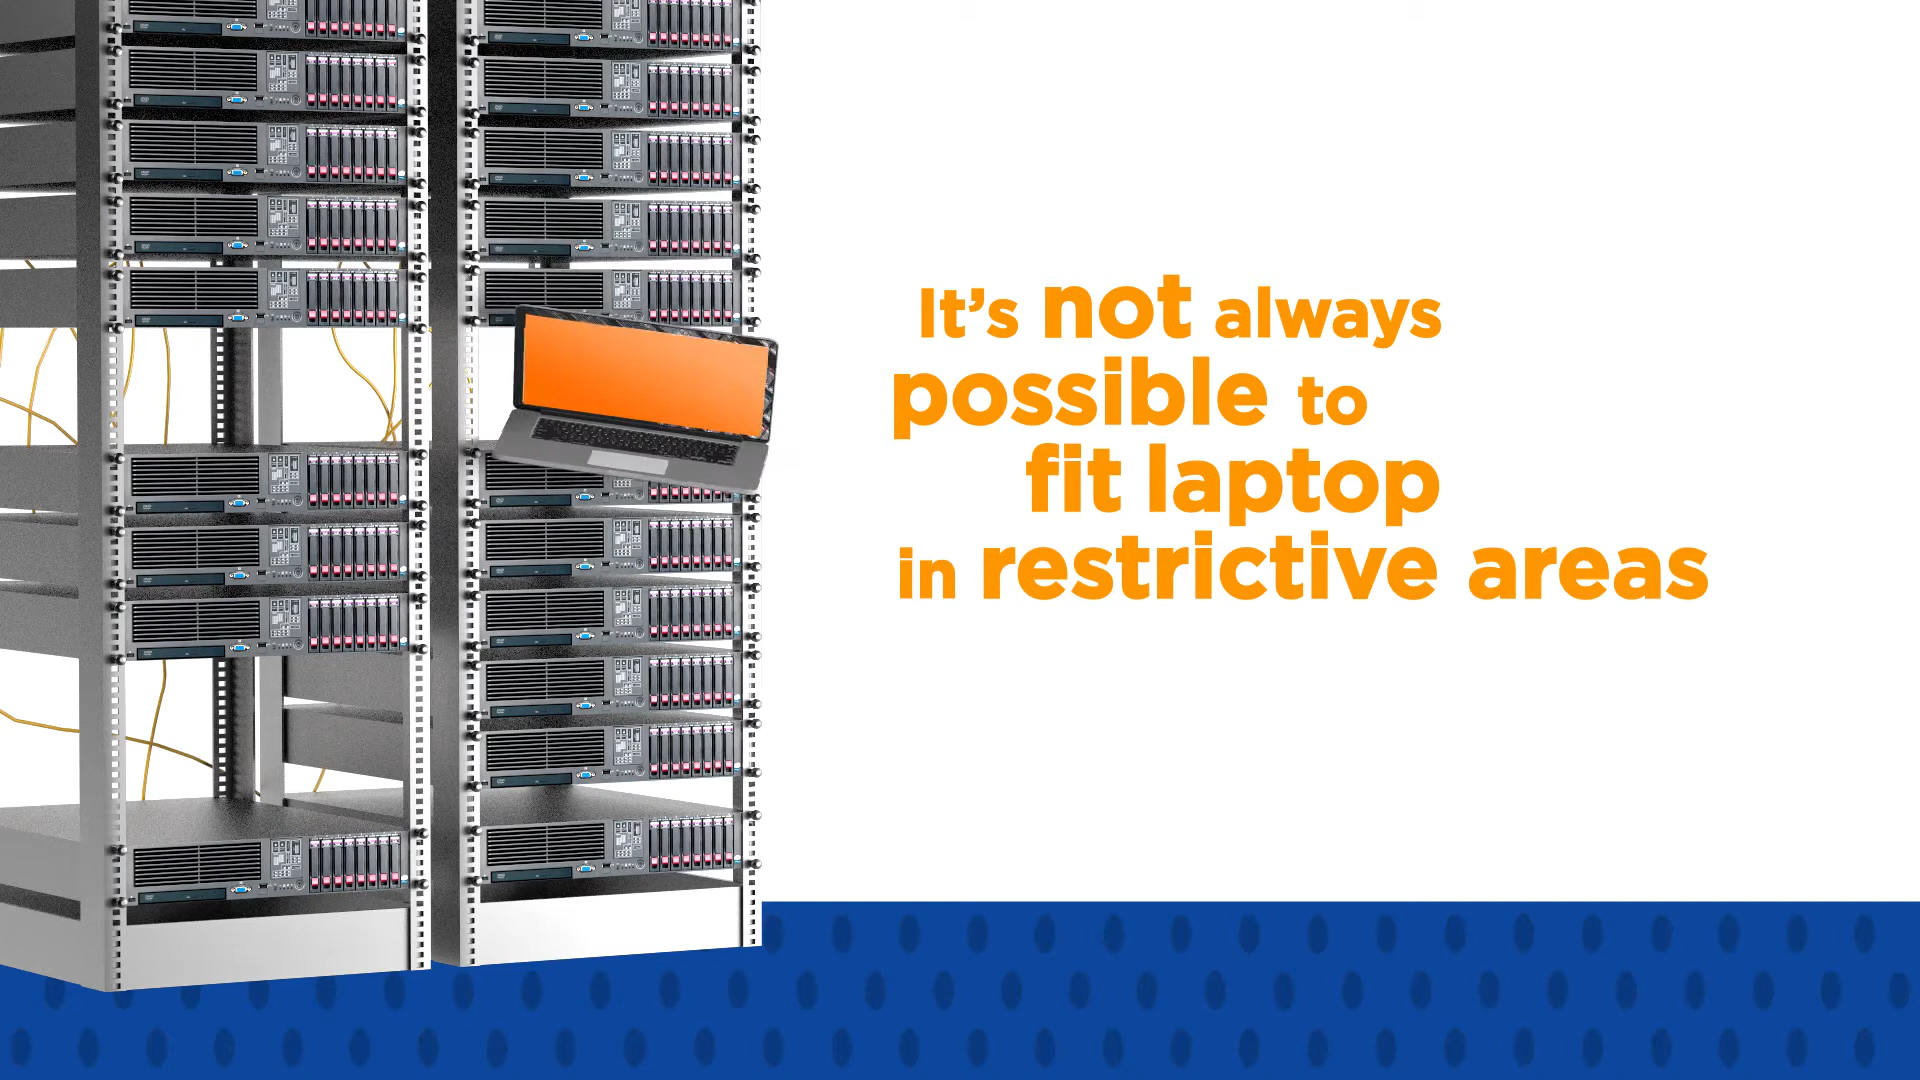 It’s not always
possible to
fit laptop
in restrictive areas